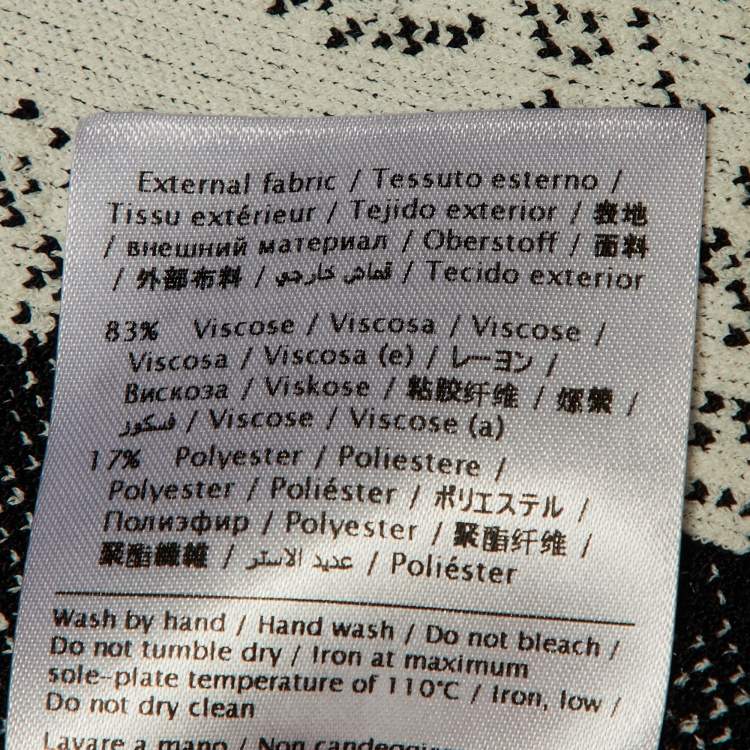 External fabric / Tessuto esterno /
Tissu extérieur / Tejido exterior / 表地
/ внешний материал / Oberstoff / 面料
/ 外部布料 / قماش خارجي / Tecido exterior
83% Viscose / Viscosa / Viscose /
Viscosa / Viscosa (e) / レーヨン /
Вискоза / Viskose / 粘胶纤维 / 嫘縈 /
فسكوز / Viscose / Viscose (a)
17% Polyester / Poliestere /
Polyester / Poliéster / ポリエステル /
Полиэфир / Polyester / 聚酯纤维 /
聚酯纖維 / عديد الاستر / Poliéster
Wash by hand / Hand wash / Do not bleach /
Do not tumble dry / Iron at maximum
sole-plate temperature of 110°C / Iron, low /
Do not dry clean
Lavare a mano / Non candeggiare